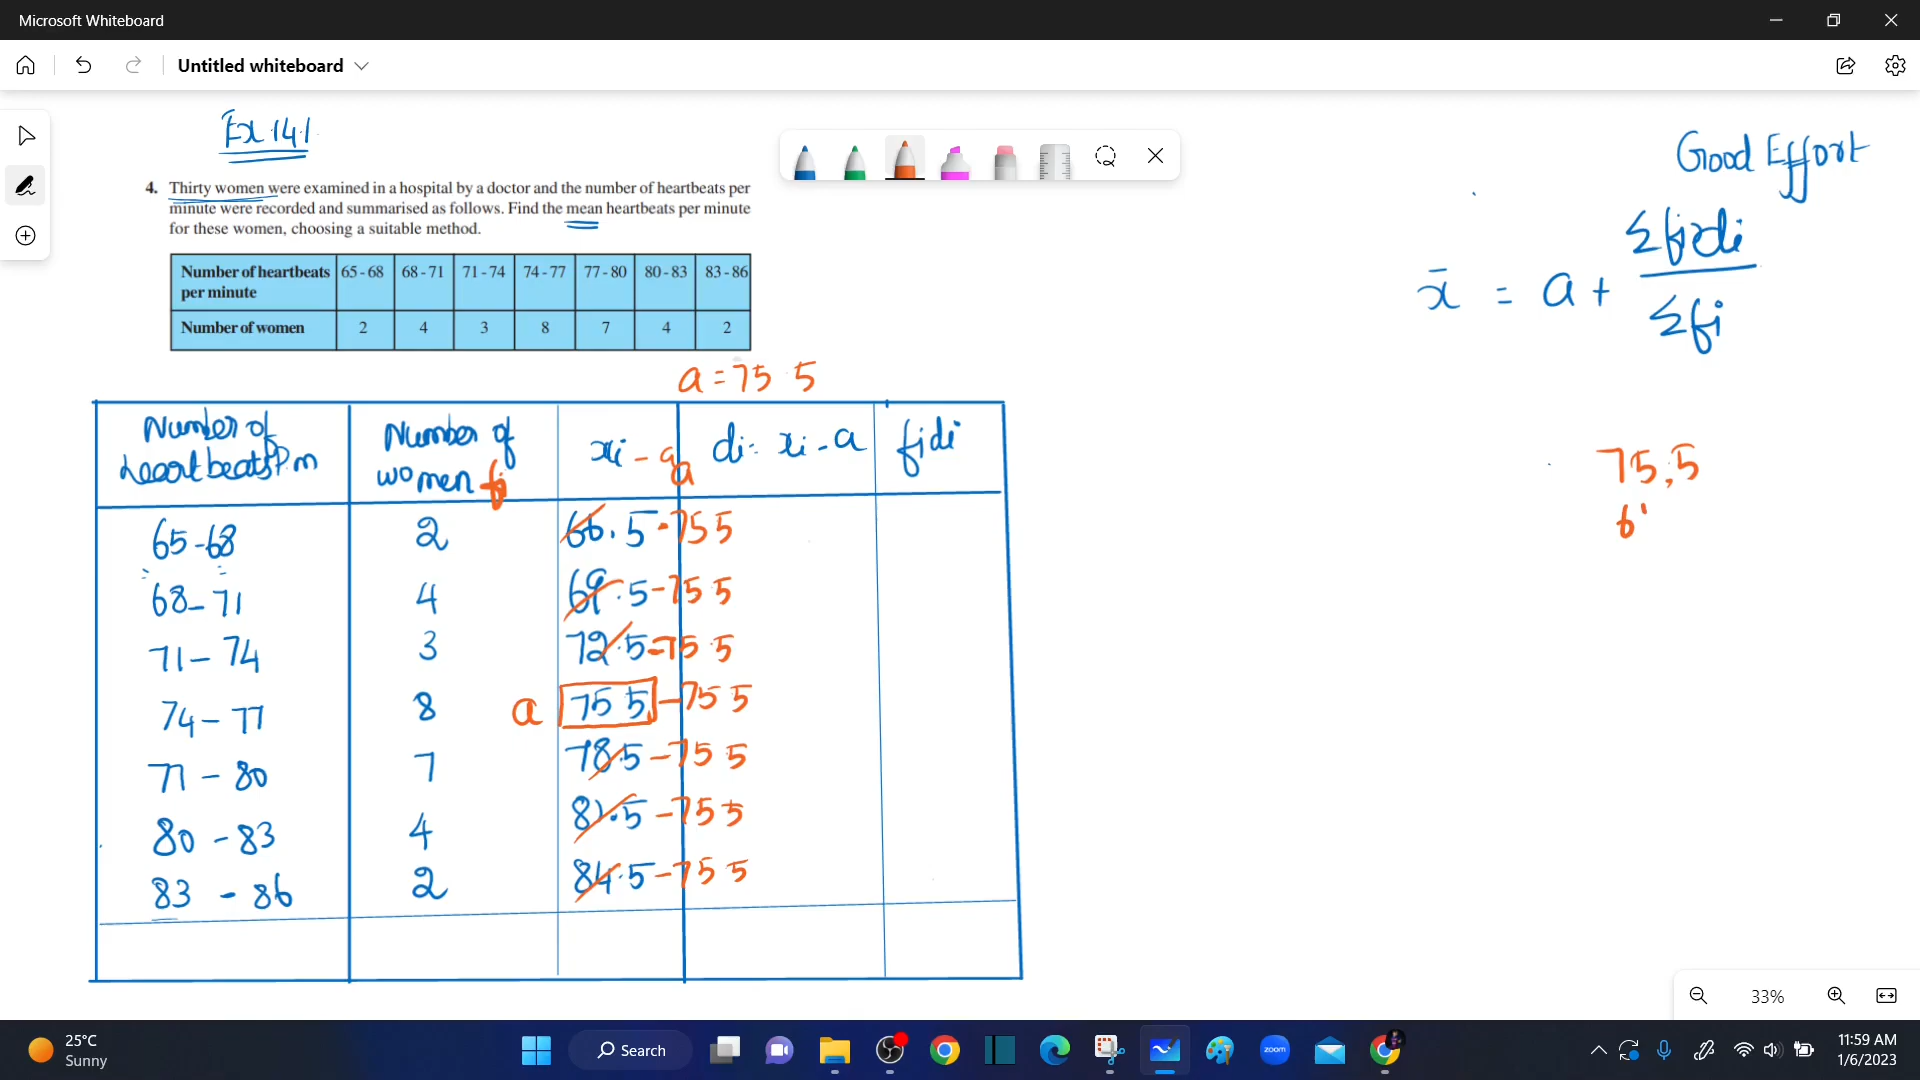 Microsoft Whiteboard
Untitled whiteboard
Ex 14.1
Good Effort
4. Thirty women were examined in a hospital by a doctor and the number of heartbeats per
minute were recorded and summarised as follows. Find the mean heartbeats per minute
for these women, choosing a suitable method.
Number of heartbeats per minute 65 - 68 68 - 71 71 - 74 74 - 77 77 - 80 80 - 83 83 - 86
Number of women 2 4 3 8 7 4 2
x̄ = a + Σfidi / Σfi
a = 75 5
Number of heartbeats P.m Number of women fi xi - a a di = xi - a fidi
75.5
6'
65 - 68 2 66.5 - 75 5
68 - 71 4 69.5 - 75 5
71 - 74 3 72.5 - 75.5
74 - 77 8 a 75 5 - 75 5
77 - 80 7 78.5 - 75 5
80 - 83 4 81.5 - 75 5
83 - 86 2 84.5 - 75 5
33%
25°C
Sunny
Search
zoom
11:59 AM
1/6/2023